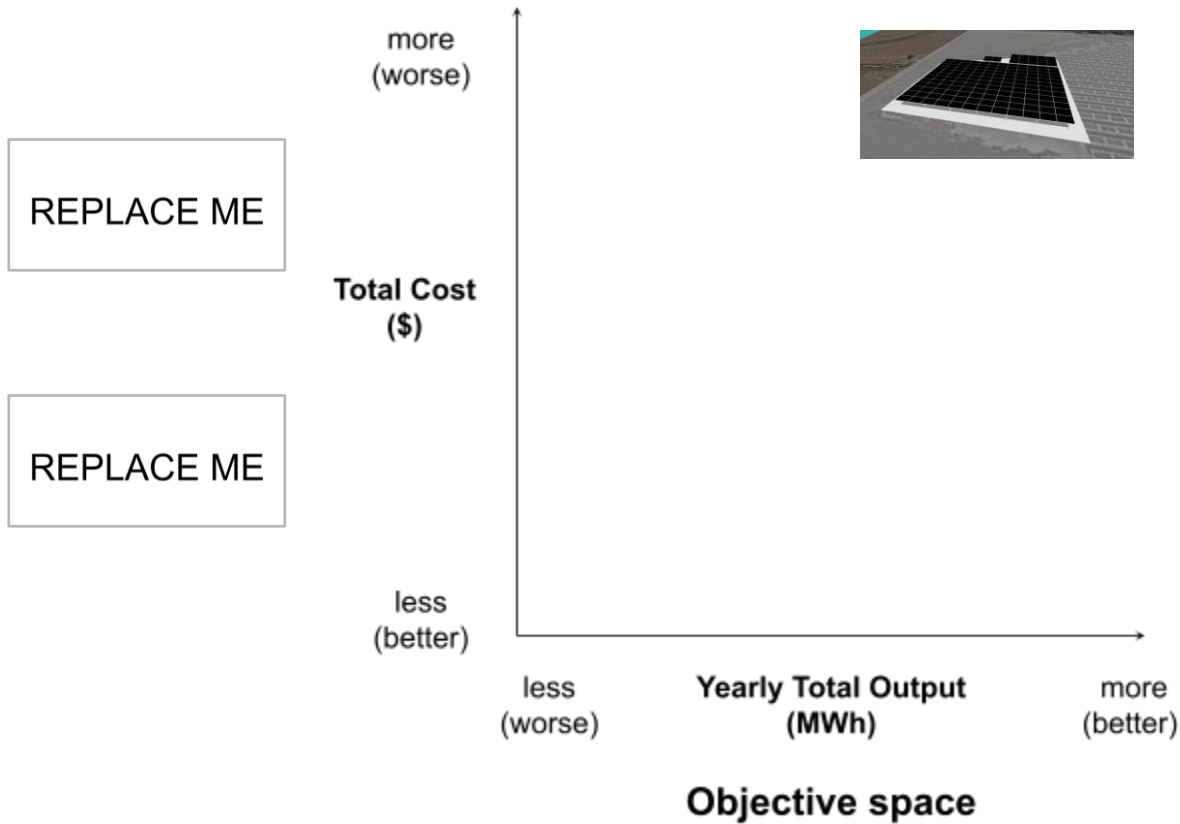 more
(worse)
REPLACE ME
Total Cost
($)
REPLACE ME
less
(better)
less
(worse)
Yearly Total Output
(MWh)
more
(better)
Objective space